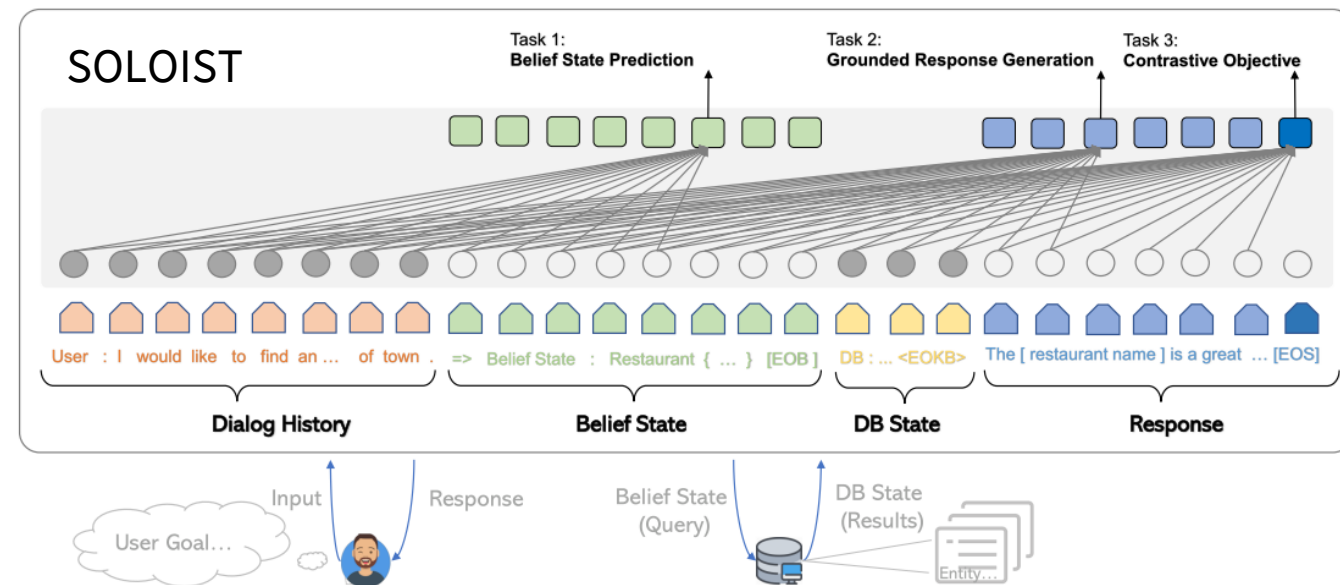 SOLOIST
Task 1:
Belief State Prediction
Task 2:
Grounded Response Generation
Task 3:
Contrastive Objective
User : I would like to find an ... of town .
=> Belief State : Restaurant { ... } [EOB ]
DB : ... <EOKB>
The [ restaurant name ] is a great ... [EOS]
Dialog History
Belief State
DB State
Response
User Goal...
Input
Response
Belief State
(Query)
DB State
(Results)
Entity...